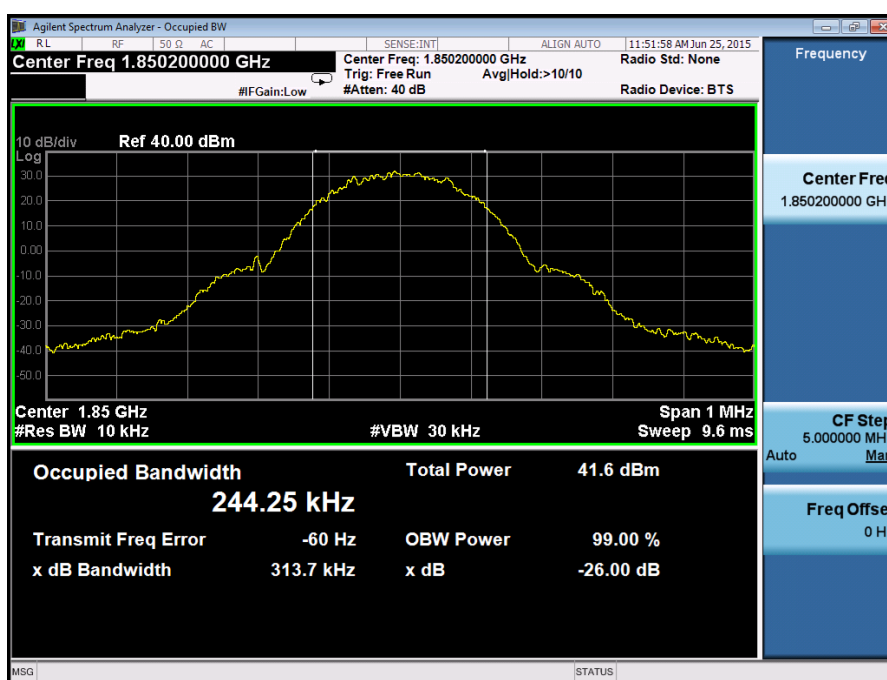 Agilent Spectrum Analyzer - Occupied BW
LXI RL RF 50 Ω AC SENSE:INT ALIGN AUTO 11:51:58 AM Jun 25, 2015
Center Freq 1.850200000 GHz
Center Freq: 1.850200000 GHz Radio Std: None
Trig: Free Run Avg|Hold:>10/10
#IFGain:Low #Atten: 40 dB Radio Device: BTS
10 dB/div Ref 40.00 dBm
Log
30.0
20.0
10.0
0.00
-10.0
-20.0
-30.0
-40.0
-50.0
Center 1.85 GHz Span 1 MHz
#Res BW 10 kHz #VBW 30 kHz Sweep 9.6 ms
Occupied Bandwidth Total Power 41.6 dBm
244.25 kHz
Transmit Freq Error -60 Hz OBW Power 99.00 %
x dB Bandwidth 313.7 kHz x dB -26.00 dB
MSG STATUS
Frequency
Center Fre
1.850200000 GH
CF Ste
5.000000 MH
Auto Ma
Freq Offse
0 H